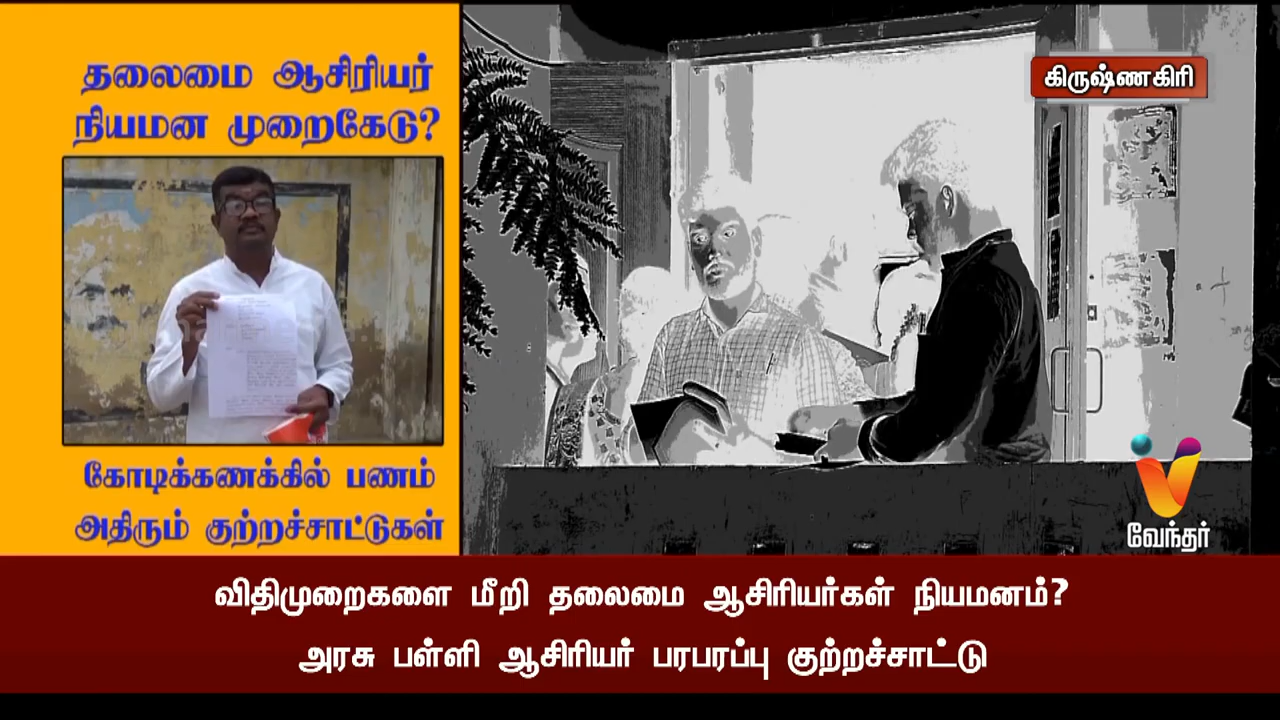 தலைமை ஆசிரியர்
நியமன முறைகேடு?
கோடிக்கணக்கில் பணம்
அதிரும் குற்றச்சாட்டுகள்
கிருஷ்ணகிரி
வேந்தர்
விதிமுறைகளை மீறி தலைமை ஆசிரியர்கள் நியமனம்?
அரசு பள்ளி ஆசிரியர் பரபரப்பு குற்றச்சாட்டு